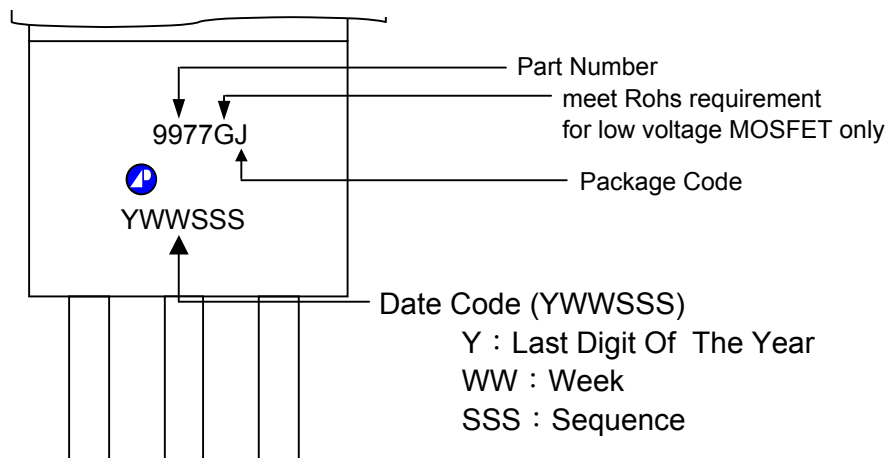 Part Number
meet Rohs requirement
for low voltage MOSFET only
9977GJ
Package Code
YWWSSS
Date Code (YWWSSS)
Y：Last Digit Of The Year
WW：Week
SSS：Sequence